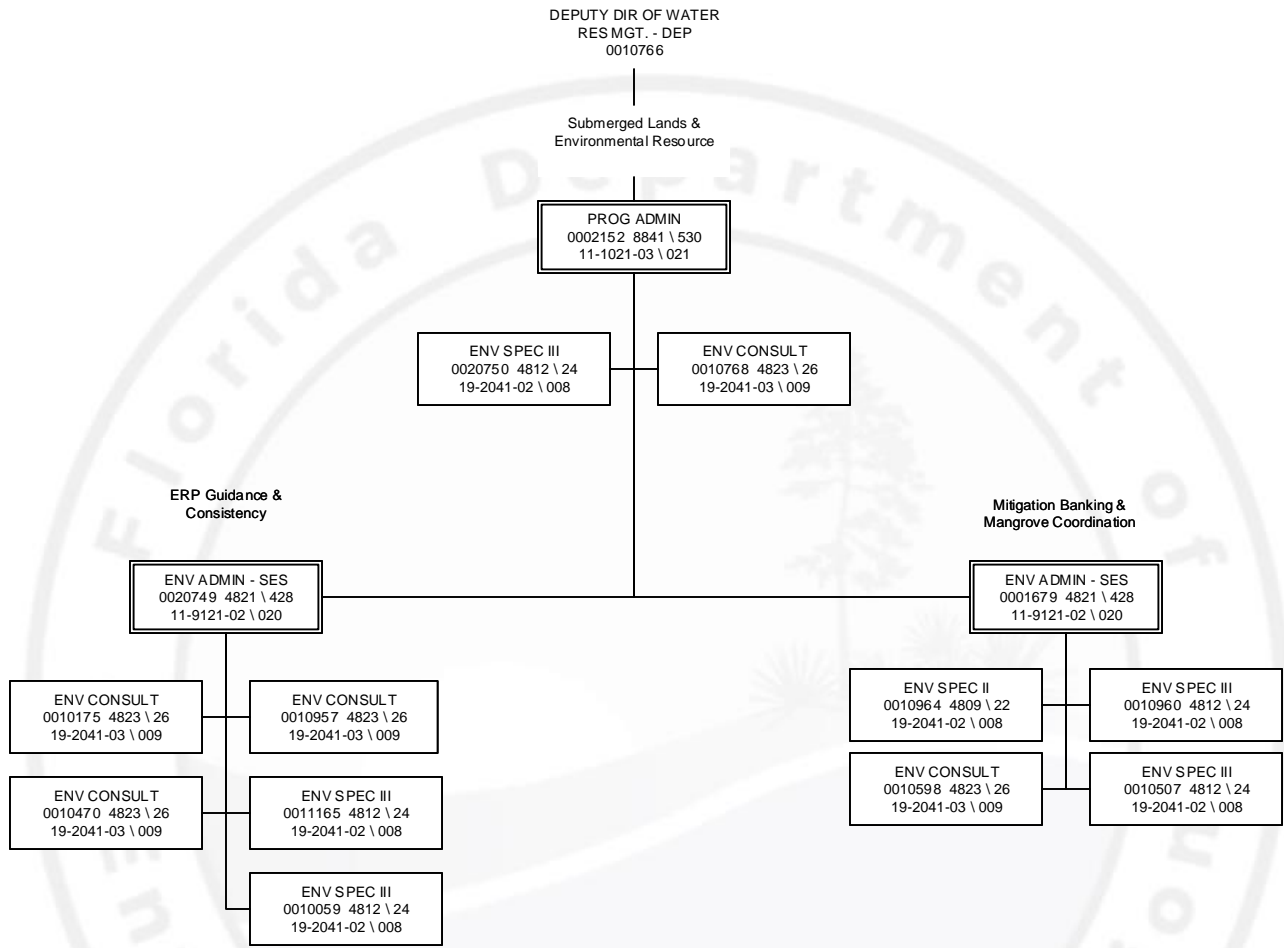 DEPUTY DIR OF WATER
RES MGT. - DEP
0010766
Submerged Lands &
Environmental Resource
PROG ADMIN
0002152 8841 \ 530
11-1021-03 \ 021
ENV SPEC III
0020750 4812 \ 24
19-2041-02 \ 008
ENV CONSULT
0010768 4823 \ 26
19-2041-03 \ 009
ERP Guidance &
Consistency
Mitigation Banking &
Mangrove Coordination
ENV ADMIN - SES
0020749 4821 \ 428
11-9121-02 \ 020
ENV ADMIN - SES
0001679 4821 \ 428
11-9121-02 \ 020
ENV CONSULT
0010175 4823 \ 26
19-2041-03 \ 009
ENV CONSULT
0010957 4823 \ 26
19-2041-03 \ 009
ENV CONSULT
0010470 4823 \ 26
19-2041-03 \ 009
ENV SPEC III
0011165 4812 \ 24
19-2041-02 \ 008
ENV SPEC III
0010059 4812 \ 24
19-2041-02 \ 008
ENV SPEC II
0010964 4809 \ 22
19-2041-02 \ 008
ENV SPEC III
0010960 4812 \ 24
19-2041-02 \ 008
ENV CONSULT
0010598 4823 \ 26
19-2041-03 \ 009
ENV SPEC III
0010507 4812 \ 24
19-2041-02 \ 008
Florida Department of